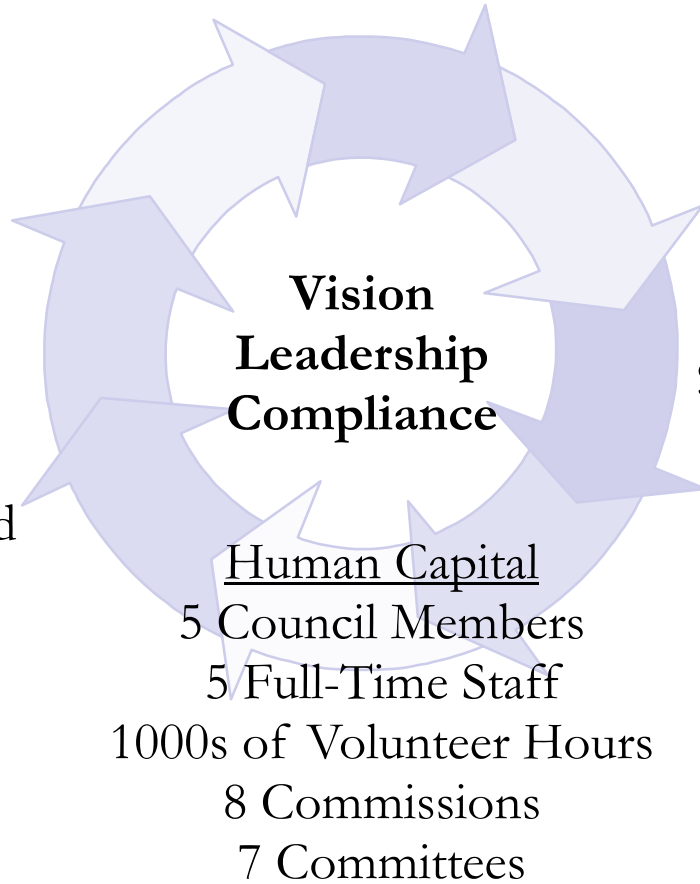 Vision
Leadership
Compliance
d
Human Capital
5 Council Members
5 Full-Time Staff
1000s of Volunteer Hours
8 Commissions
7 Committees